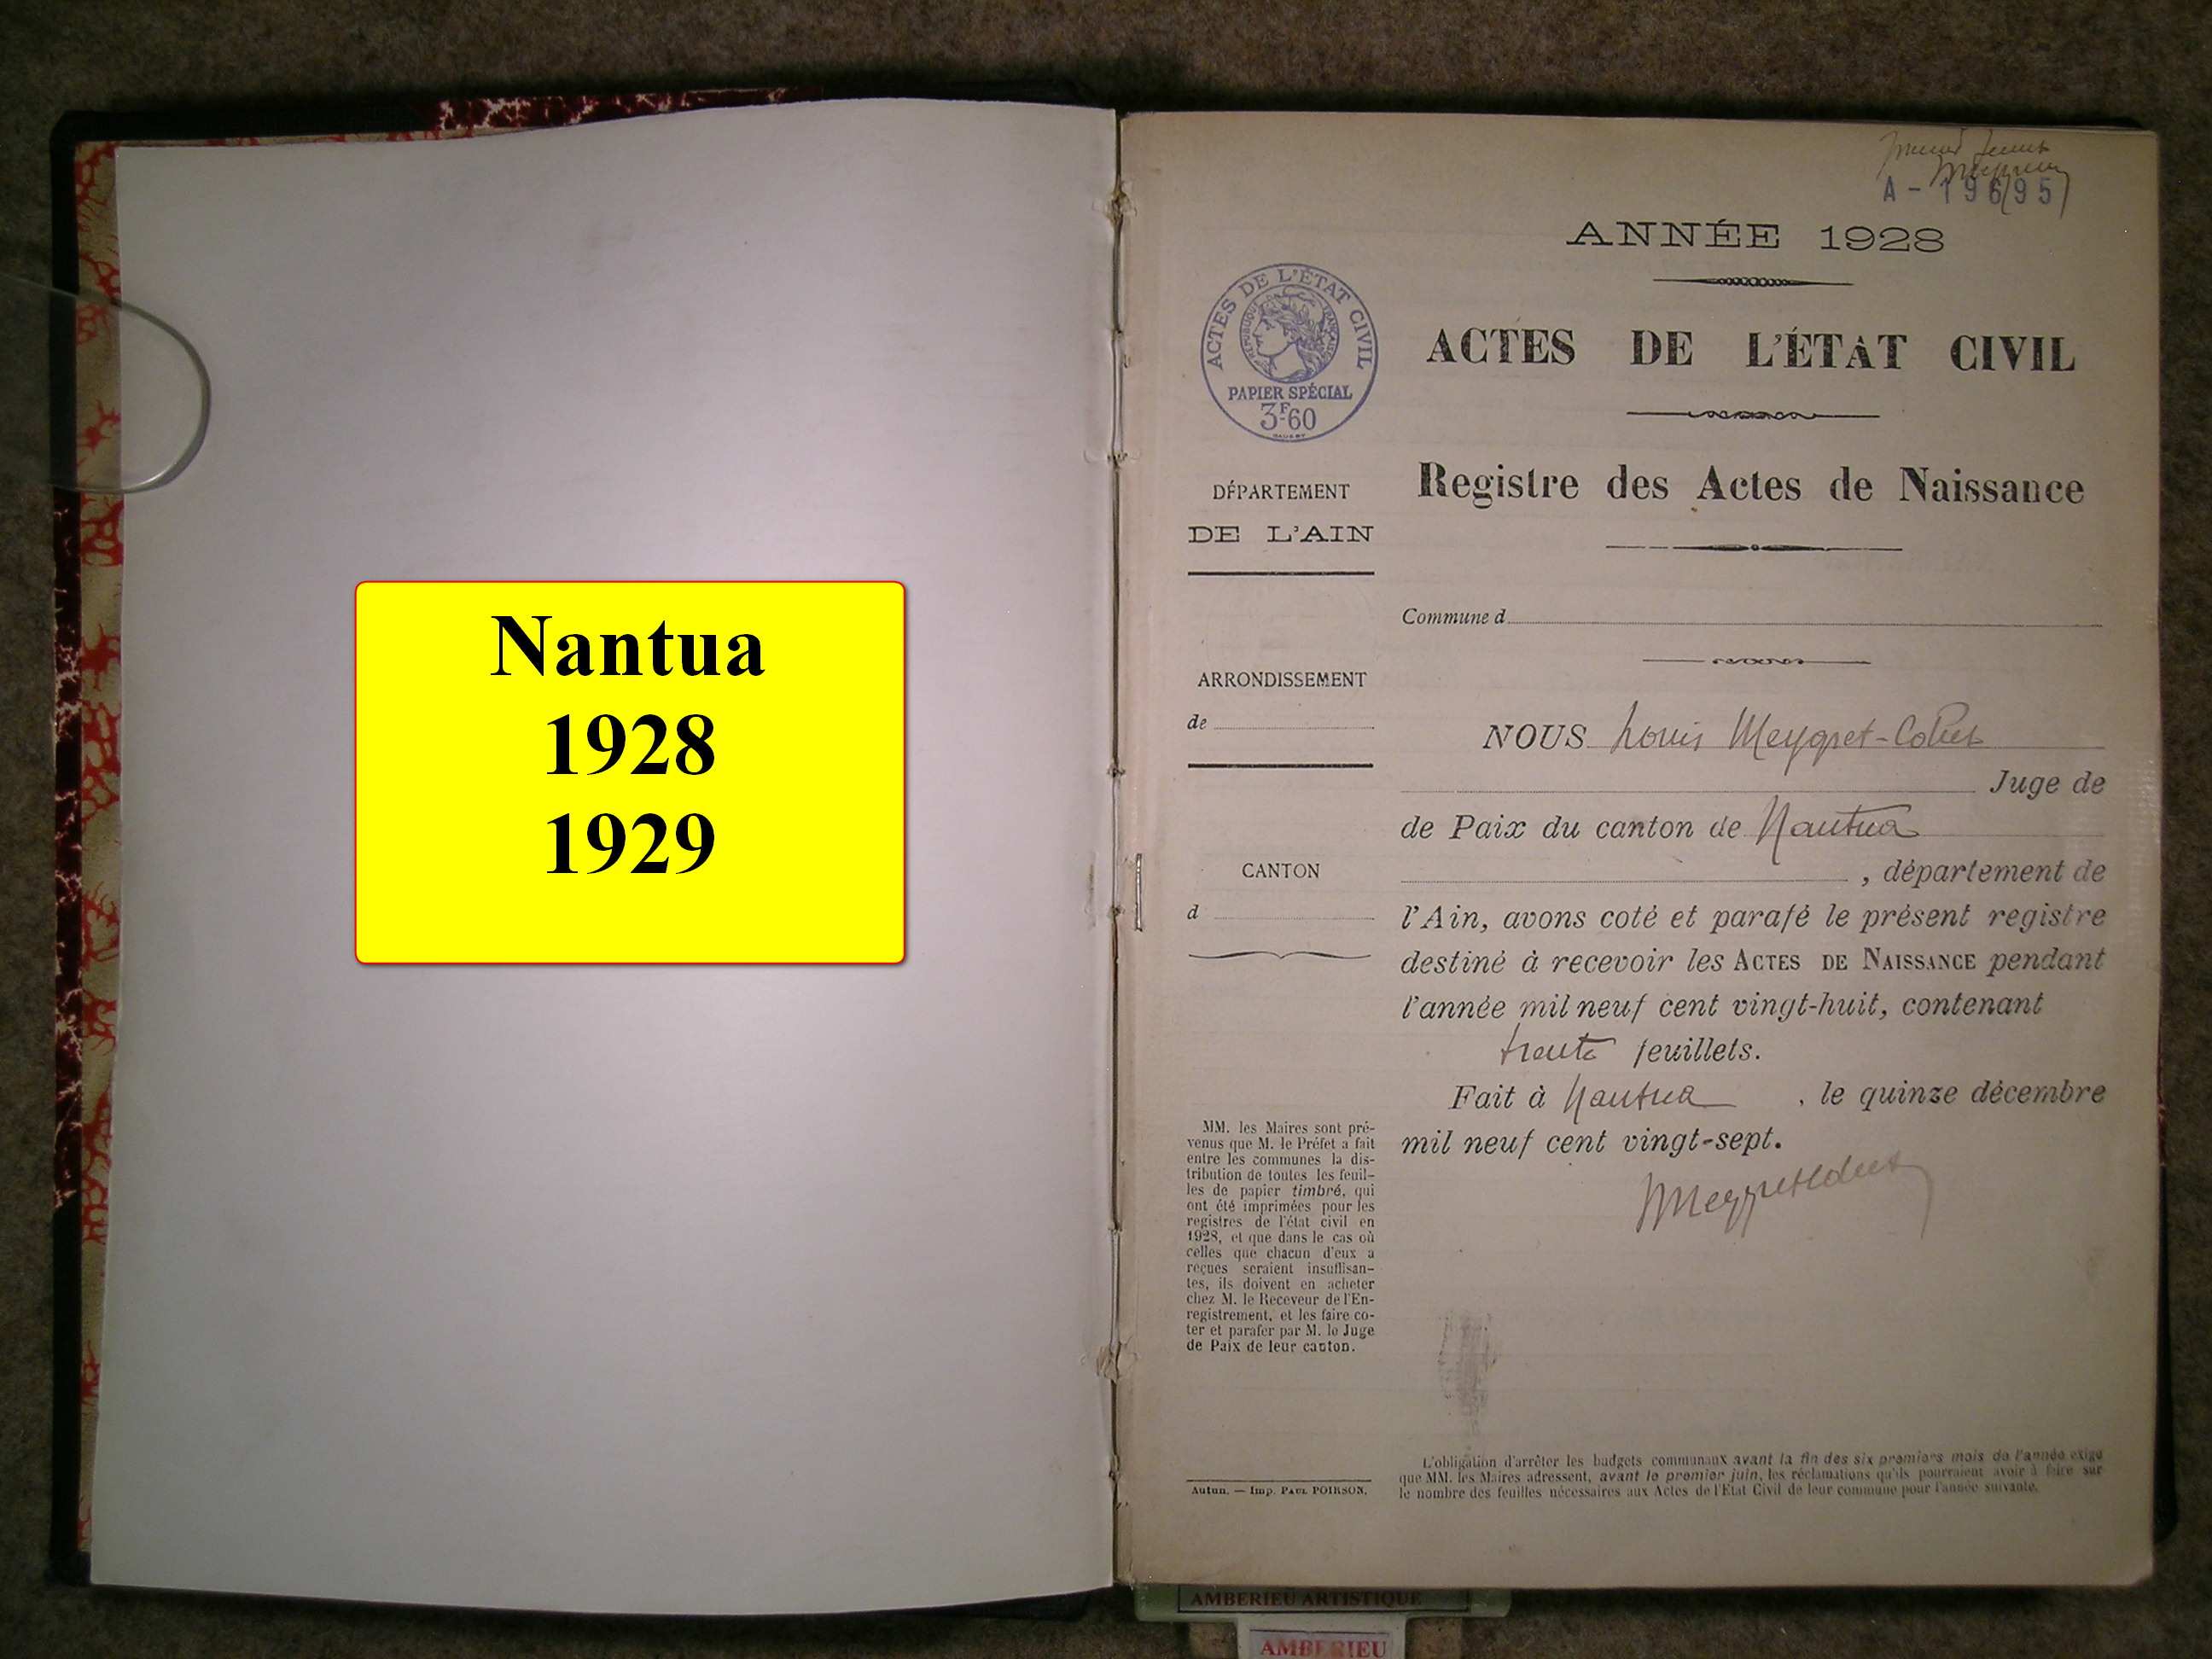 Nantua
1928
1929
A - 19695
ANNÉE 1928
ACTES DE L'ÉTAT CIVIL
RÉPUBLIQUE FRANÇAISE
PAPIER SPÉCIAL
3F60
ACTES DE L'ÉTAT CIVIL
Registre des Actes de Naissance
DÉPARTEMENT
DE L'AIN
ARRONDISSEMENT
de
CANTON
d
MM. les Maires sont pré-
venus que M. le Préfet a fait
entre les communes la dis-
tribution de toutes les feuil-
les de papier timbré, qui
ont été imprimées pour les
registres de l'état civil en
1928, et que dans le cas où
celles que chacun d'eux a
reçues seraient insuffisan-
tes, ils doivent en acheter
chez M. le Receveur de l'En-
registrement, et les faire co-
ter et parafer par M. le Juge
de Paix de leur canton.
Autun. — Imp. PAUL POIRSON.
Commune d
NOUS Louis Meygret-Collet
Juge de
de Paix du canton de Nantua
, département de
l'Ain, avons coté et parafé le présent registre
destiné à recevoir les ACTES DE NAISSANCE pendant
l'année mil neuf cent vingt-huit, contenant
trente feuillets.
Fait à Nantua , le quinze décembre
mil neuf cent vingt-sept.
L'obligation d'arrêter les budgets communaux avant la fin des six premiers mois de l'année exige
que MM. les Maires adressent, avant le premier juin, les réclamations qu'ils pourraient avoir à faire sur
le nombre des feuilles nécessaires aux Actes de l'Etat Civil de leur commune pour l'année suivante.
AMBERIEU ARTISTIQUE
AMBERIEU